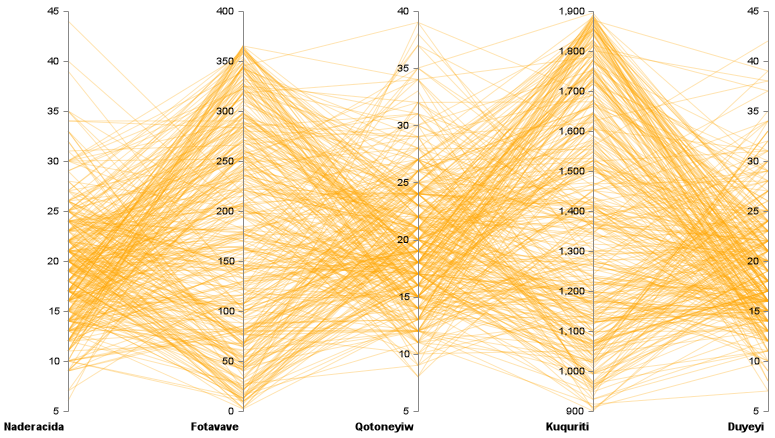 45 400 40 1,900 45
40 350 35 1,800 40
35 300 30 1,700 35
30 250 25 1,600 30
25 200 20 1,500 25
20 150 15 1,400 20
15 100 10 1,300 15
10 50 5 1,200 10
5 0 1,100 5
1,000
900
Naderacida Fotavave Qotoneyiw Kuquriti Duyeyi